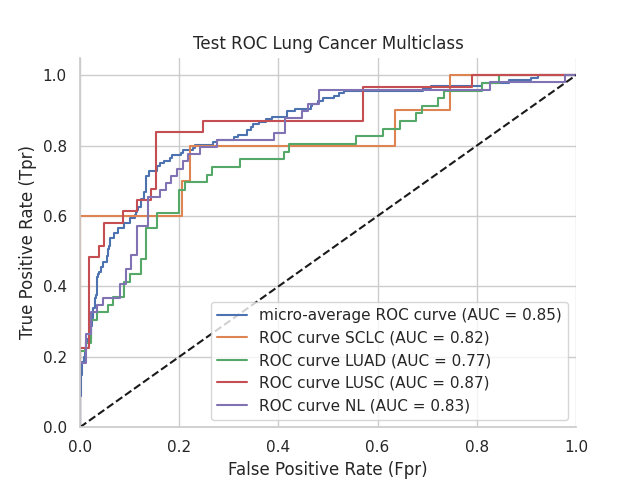 Test ROC Lung Cancer Multiclass
True Positive Rate (Tpr)
1.0
0.8
0.6
0.4
0.2
0.0
micro-average ROC curve (AUC = 0.85)
ROC curve SCLC (AUC = 0.82)
ROC curve LUAD (AUC = 0.77)
ROC curve LUSC (AUC = 0.87)
ROC curve NL (AUC = 0.83)
0.0 0.2 0.4 0.6 0.8 1.0
False Positive Rate (Fpr)